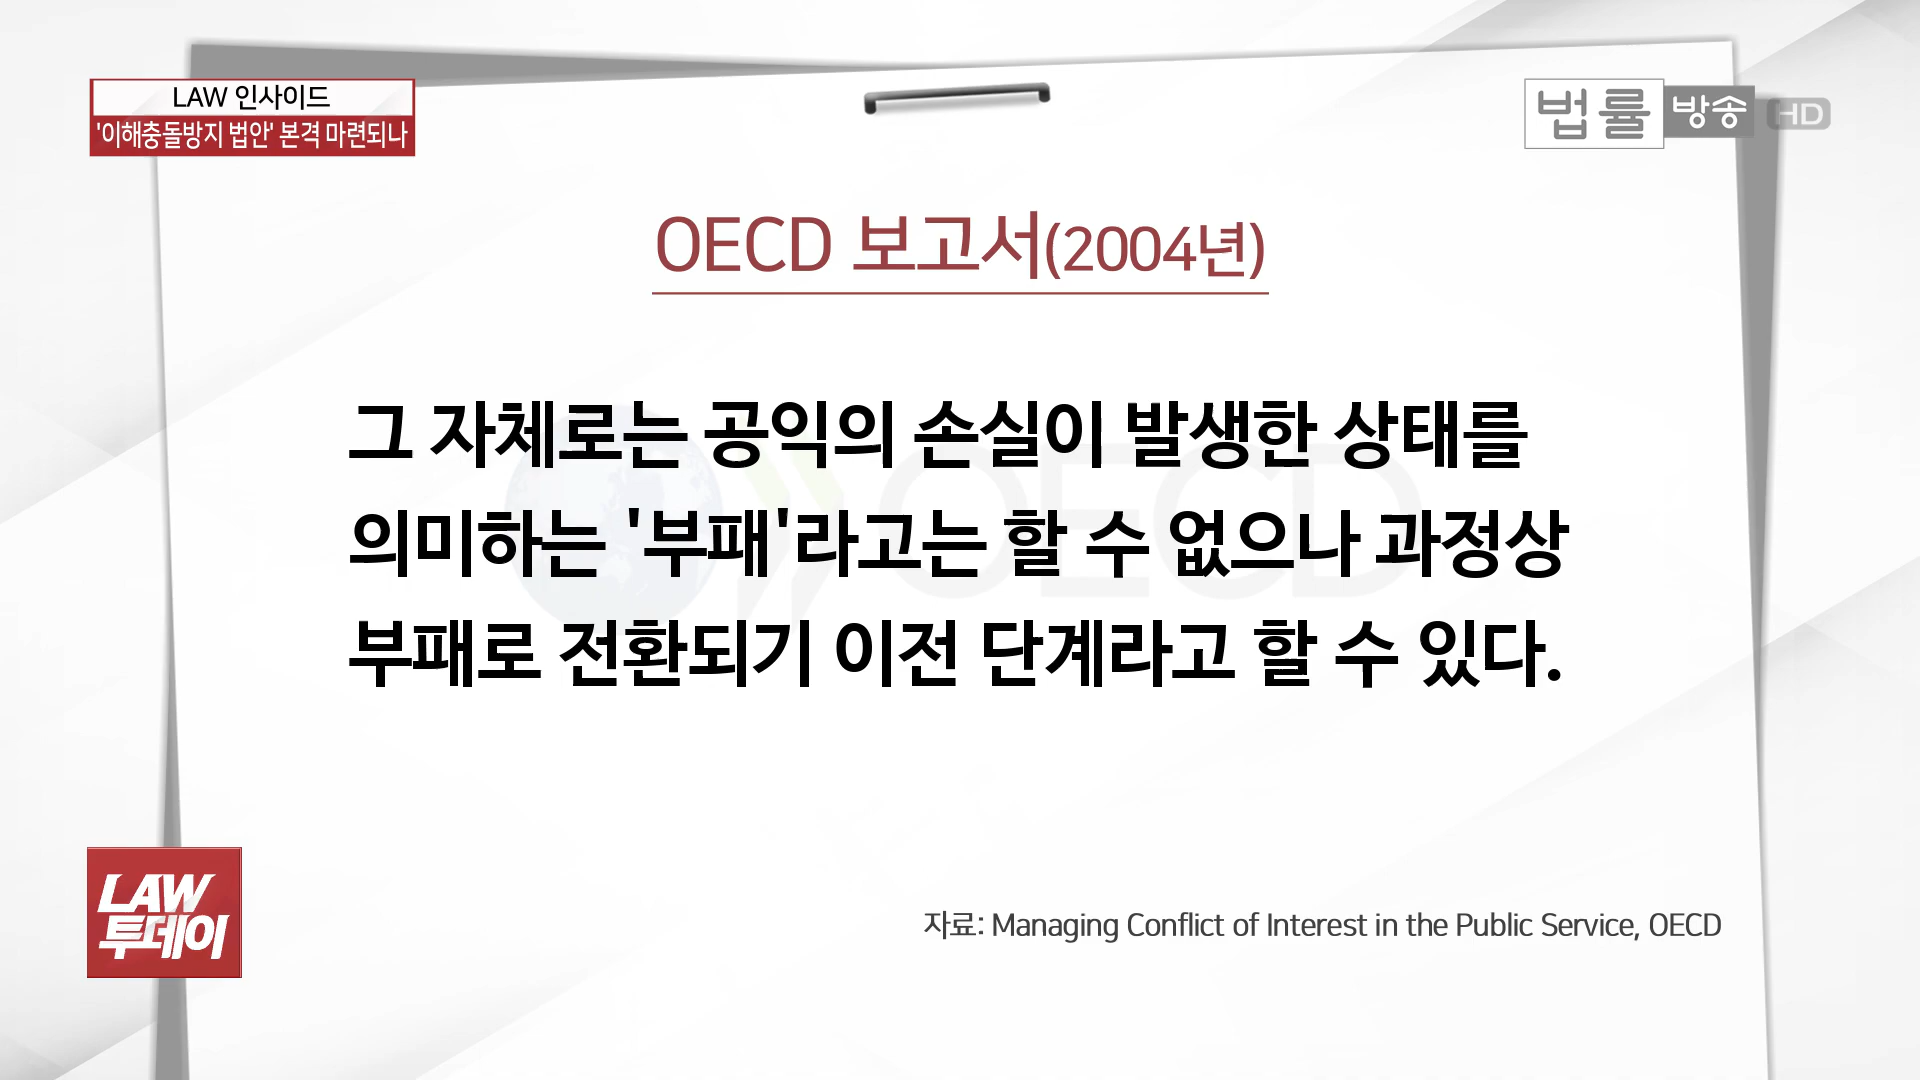 LAW 인사이드
'이해충돌방지 법안' 본격 마련되나
법률방송 HD
OECD 보고서(2004년)
OECD
그 자체로는 공익의 손실이 발생한 상태를
의미하는 '부패'라고는 할 수 없으나 과정상
부패로 전환되기 이전 단계라고 할 수 있다.
LAW
투데이
자료: Managing Conflict of Interest in the Public Service, OECD